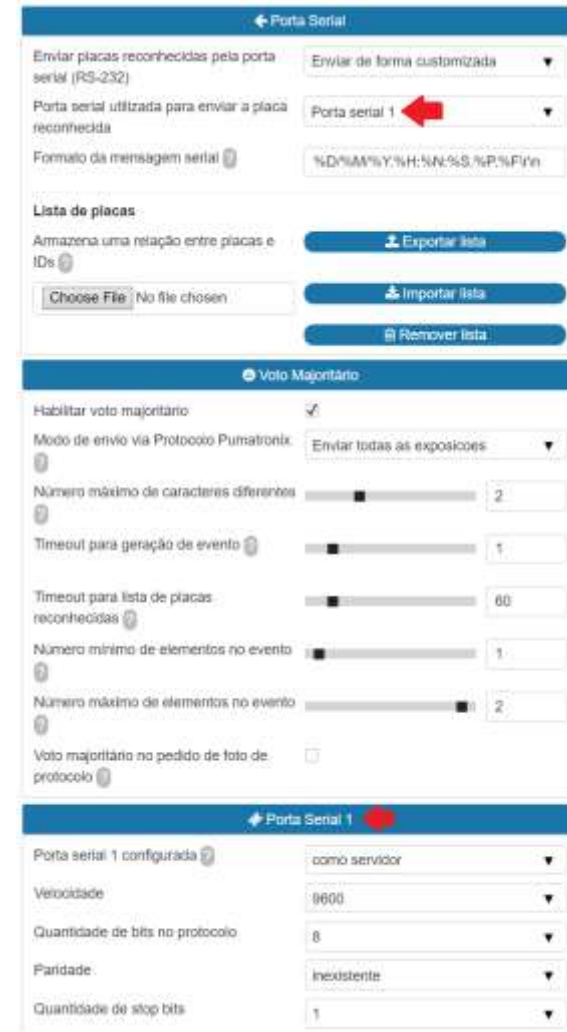 Porta Serial
Enviar placas reconhecidas pela porta
serial (RS-232)
Enviar de forma customizada
Porta serial utilizada para enviar a placa
reconhecida
Porta serial 1
Formato da mensagem serial ?
%D/%M/%Y;%H:%N:%S;%P;%F\r\n
Lista de placas
Armazena uma relação entre placas e
IDs ?
Exportar lista
Choose File No file chosen
Importar lista
Remover lista
Voto Majoritário
Habilitar voto majoritário
Modo de envio via Protocolo Pumatronix
?
Enviar todas as exposicoes
Número máximo de caracteres diferentes
?
2
Timeout para geração de evento ?
1
Timeout para lista de placas
reconhecidas ?
60
Número mínimo de elementos no evento
?
1
Número máximo de elementos no evento
?
2
Voto majoritário no pedido de foto de
protocolo ?
Porta Serial 1
Porta serial 1 configurada ?
como servidor
Velocidade
9600
Quantidade de bits no protocolo
8
Paridade
inexistente
Quantidade de stop bits
1